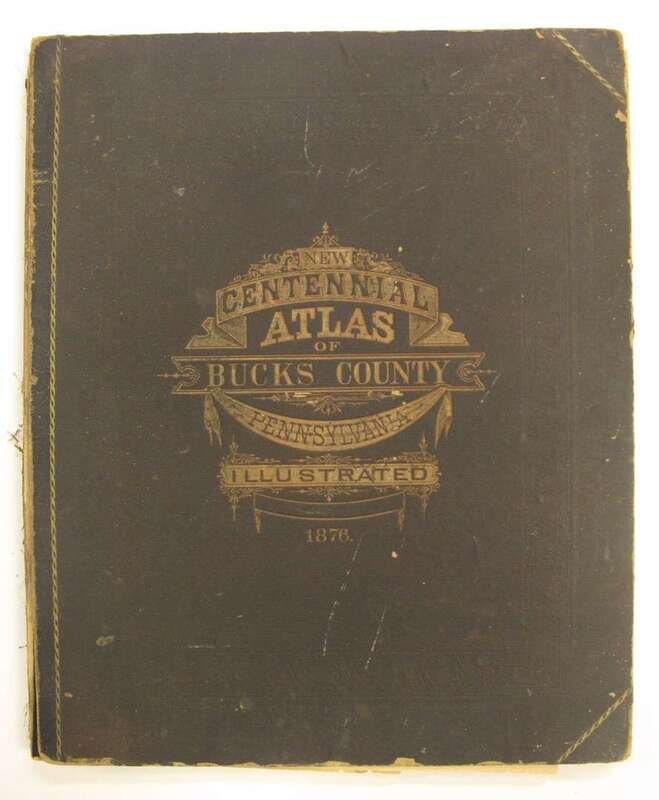 NEW
CENTENNIAL
ATLAS
OF
BUCKS COUNTY
PENNSYLVANIA
ILLUSTRATED
1876.